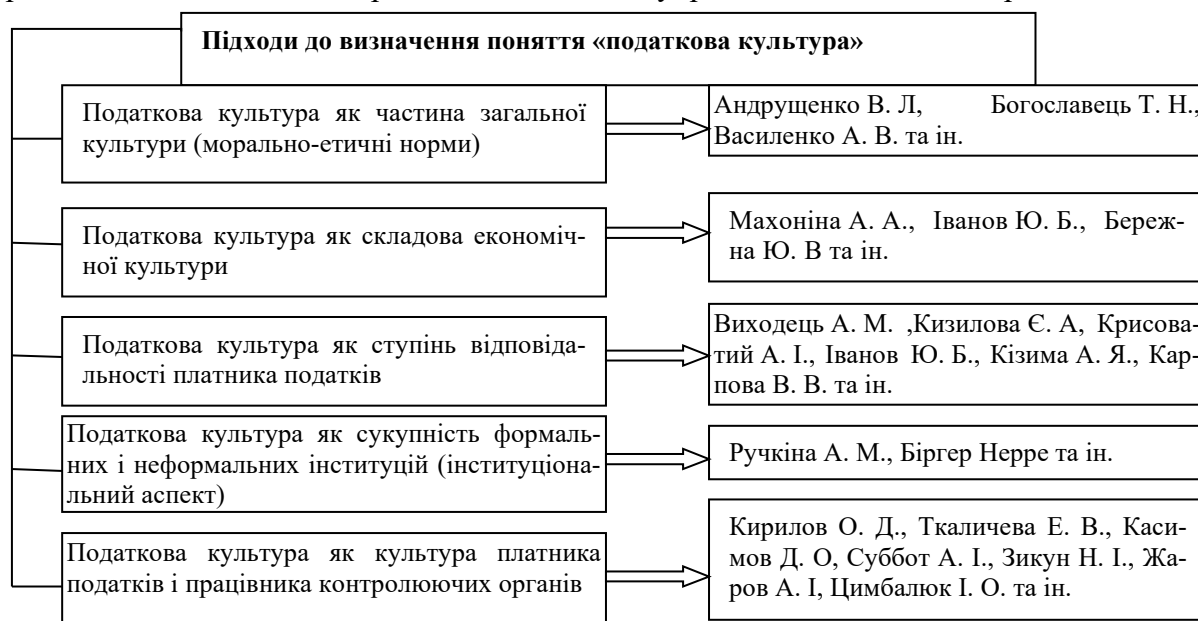 Підходи до визначення поняття «податкова культура»
Податкова культура як частина загальної
культури (морально-етичні норми)
Андрущенко В. Л, Богославець Т. Н.,
Василенко А. В. та ін.
Податкова культура як складова економіч-
ної культури
Махоніна А. А., Іванов Ю. Б., Береж-
на Ю. В та ін.
Податкова культура як ступінь відповіда-
льності платника податків
Виходець А. М. ,Кизилова Є. А, Крисова-
тий А. І., Іванов Ю. Б., Кізима А. Я., Кар-
пова В. В. та ін.
Податкова культура як сукупність формаль-
них і неформальних інституцій (інституціона-
льний аспект)
Ручкіна А. М., Біргер Нерре та ін.
Податкова культура як культура платника
податків і працівника контролюючих органів
Кирилов О. Д., Ткаличева Е. В., Каси-
мов Д. О, Суббот А. І., Зикун Н. І., Жа-
ров А. І, Цимбалюк І. О. та ін.